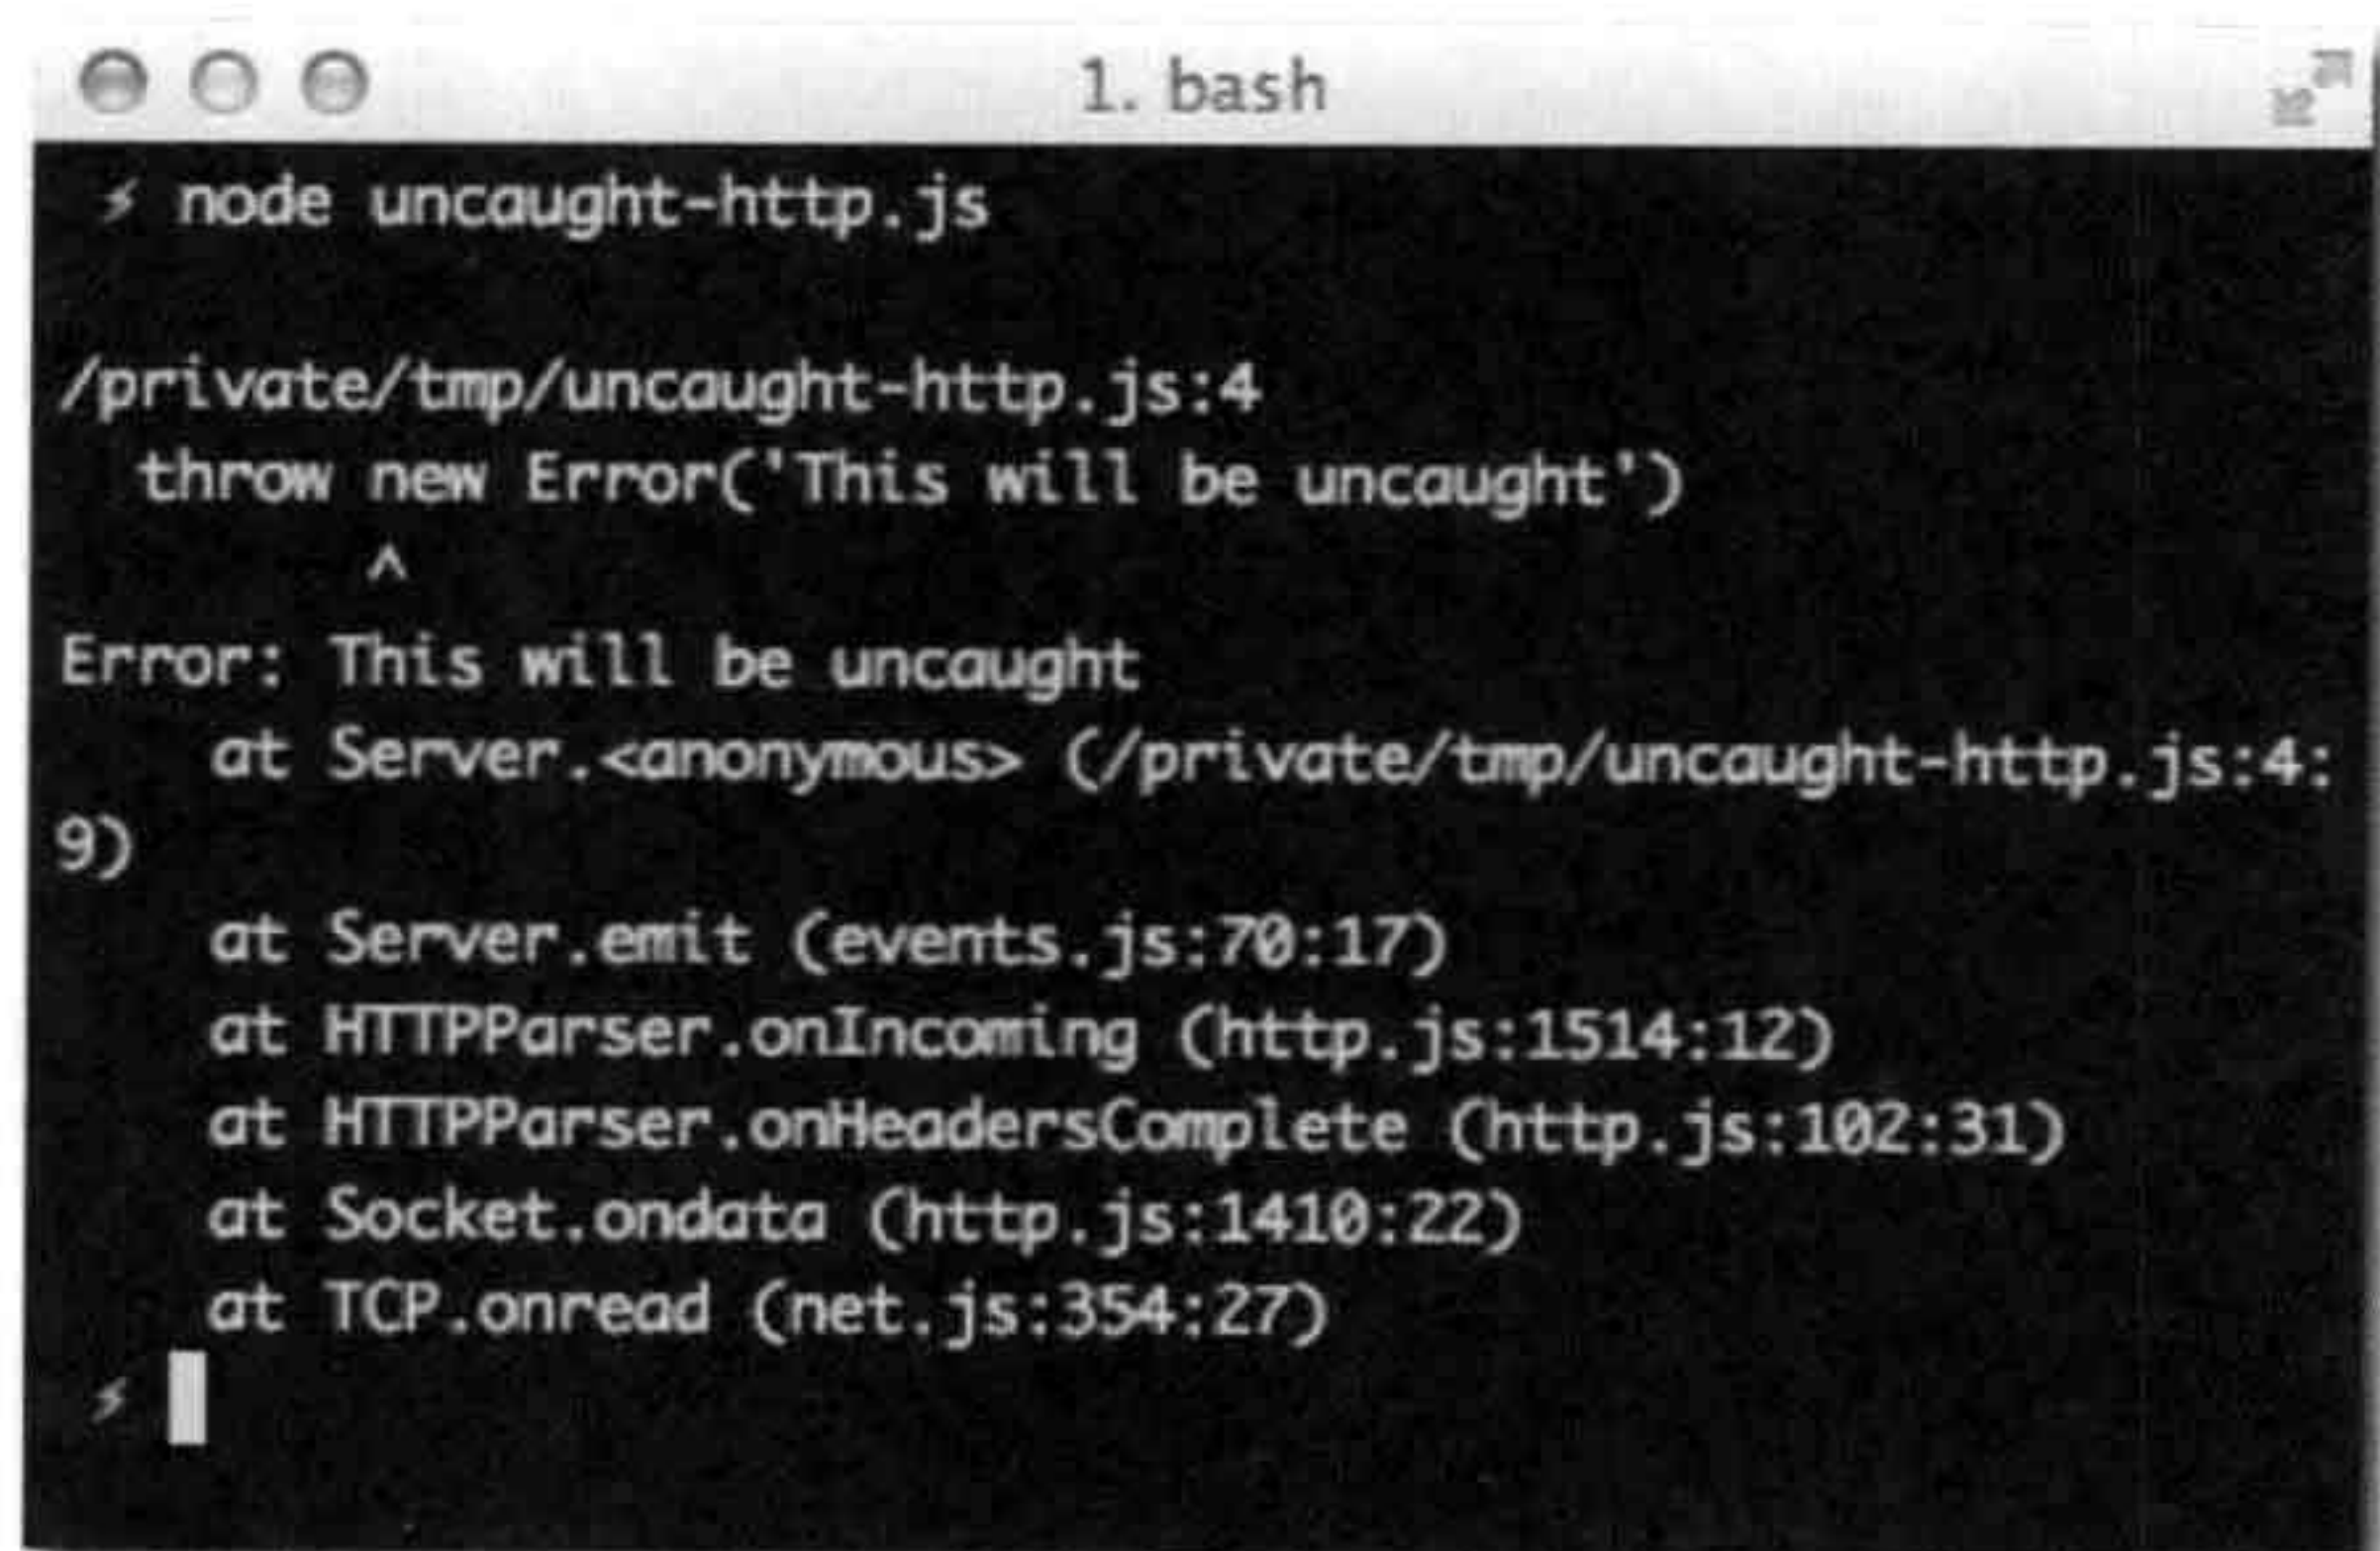 1. bash
⚡ node uncaught-http.js
/private/tmp/uncaught-http.js:4
  throw new Error('This will be uncaught')
        ^
Error: This will be uncaught
    at Server.<anonymous> (/private/tmp/uncaught-http.js:4:
9)
    at Server.emit (events.js:70:17)
    at HTTPParser.onIncoming (http.js:1514:12)
    at HTTPParser.onHeadersComplete (http.js:102:31)
    at Socket.ondata (http.js:1410:22)
    at TCP.onread (net.js:354:27)
⚡